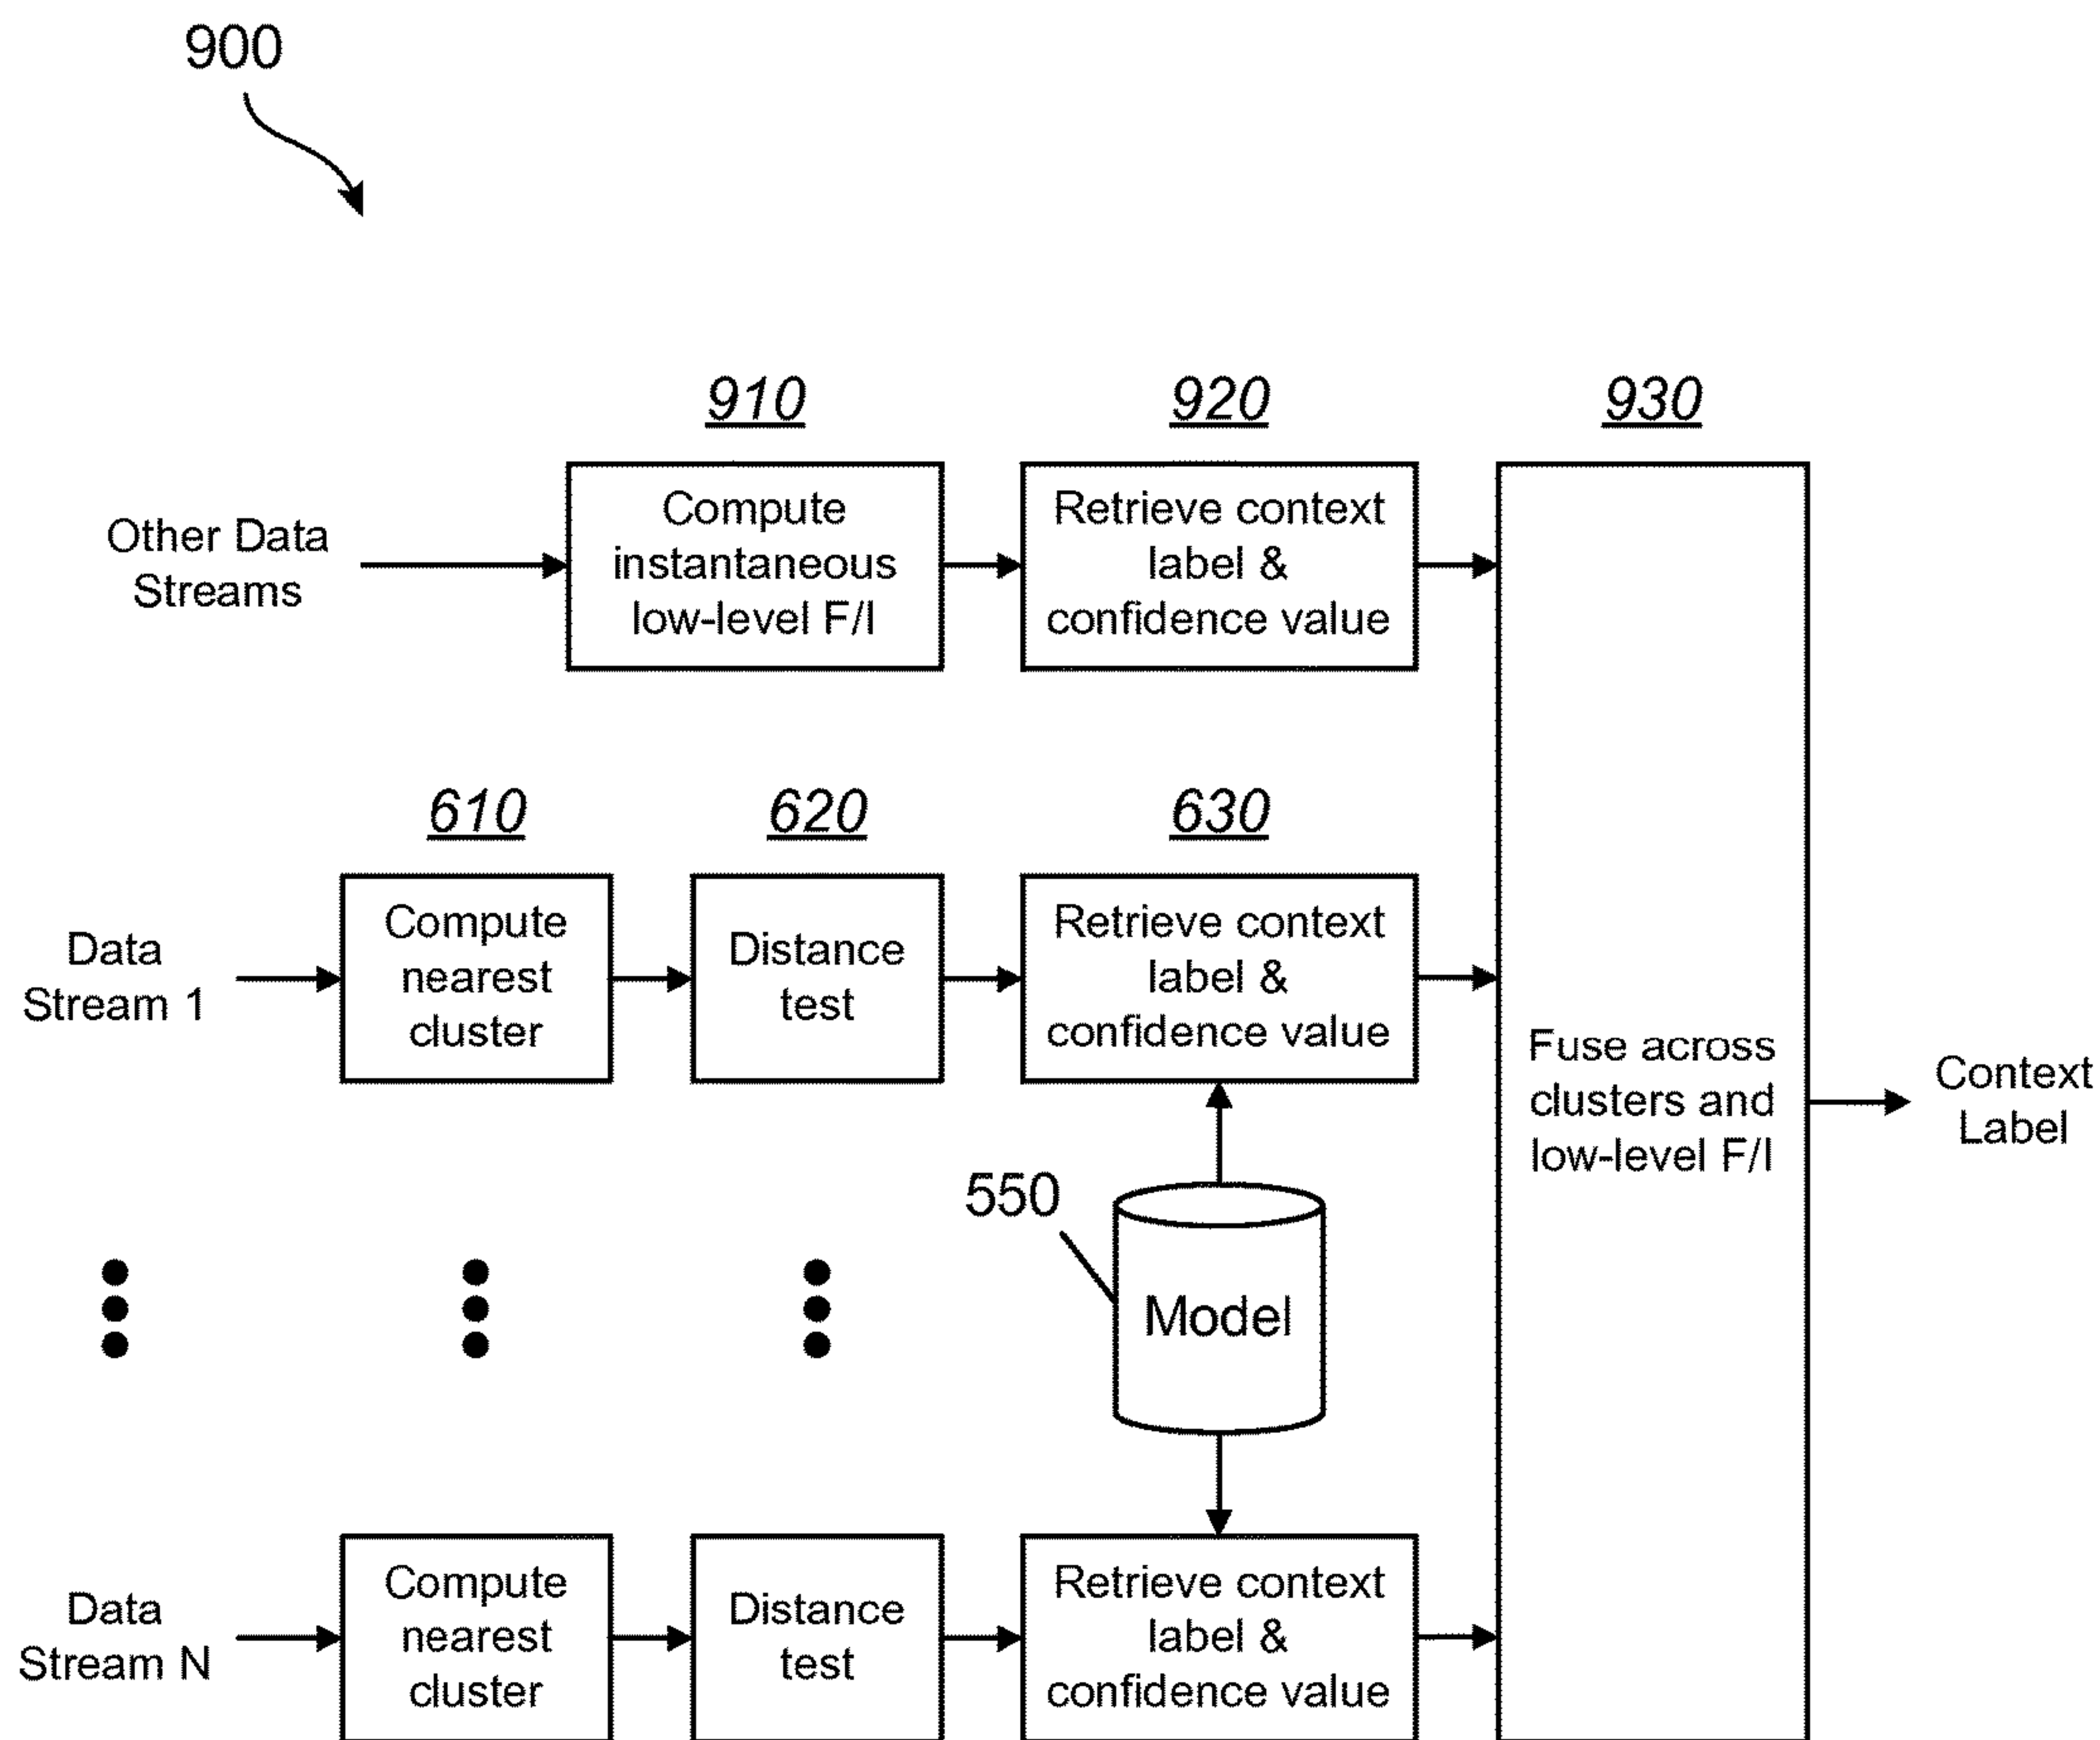 900
910
920
930
Other Data
Streams
Compute
instantaneous
low-level F/I
Retrieve context
label &
confidence value
610
620
630
Data
Stream 1
Compute
nearest
cluster
Distance
test
Retrieve context
label &
confidence value
Fuse across
clusters and
low-level F/I
Context
Label
550
Model
Data
Stream N
Compute
nearest
cluster
Distance
test
Retrieve context
label &
confidence value